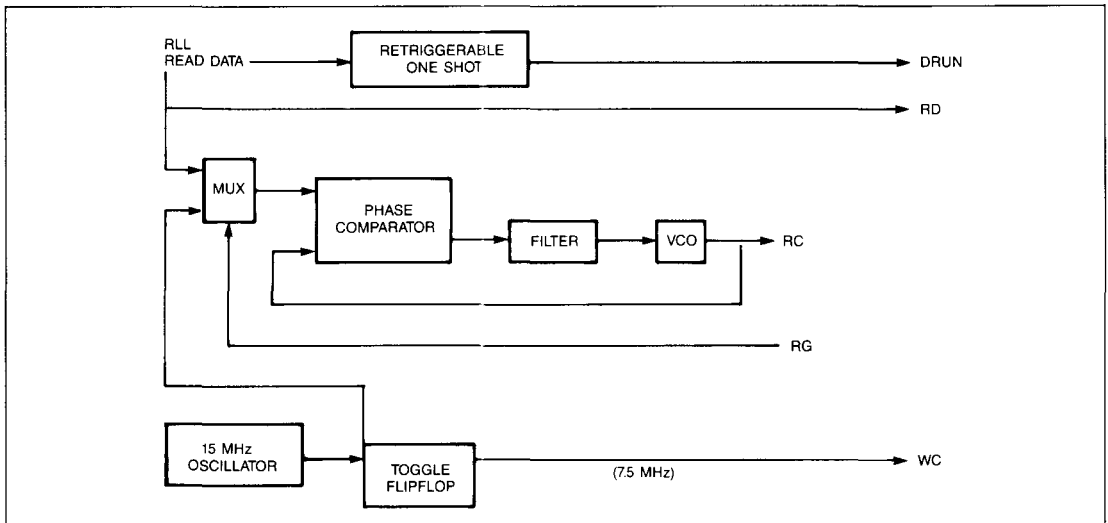 RLL
READ DATA
RETRIGGERABLE
ONE SHOT
DRUN
RD
MUX
PHASE
COMPARATOR
FILTER
VCO
RC
RG
15 MHz
OSCILLATOR
TOGGLE
FLIPFLOP
(7.5 MHz)
WC